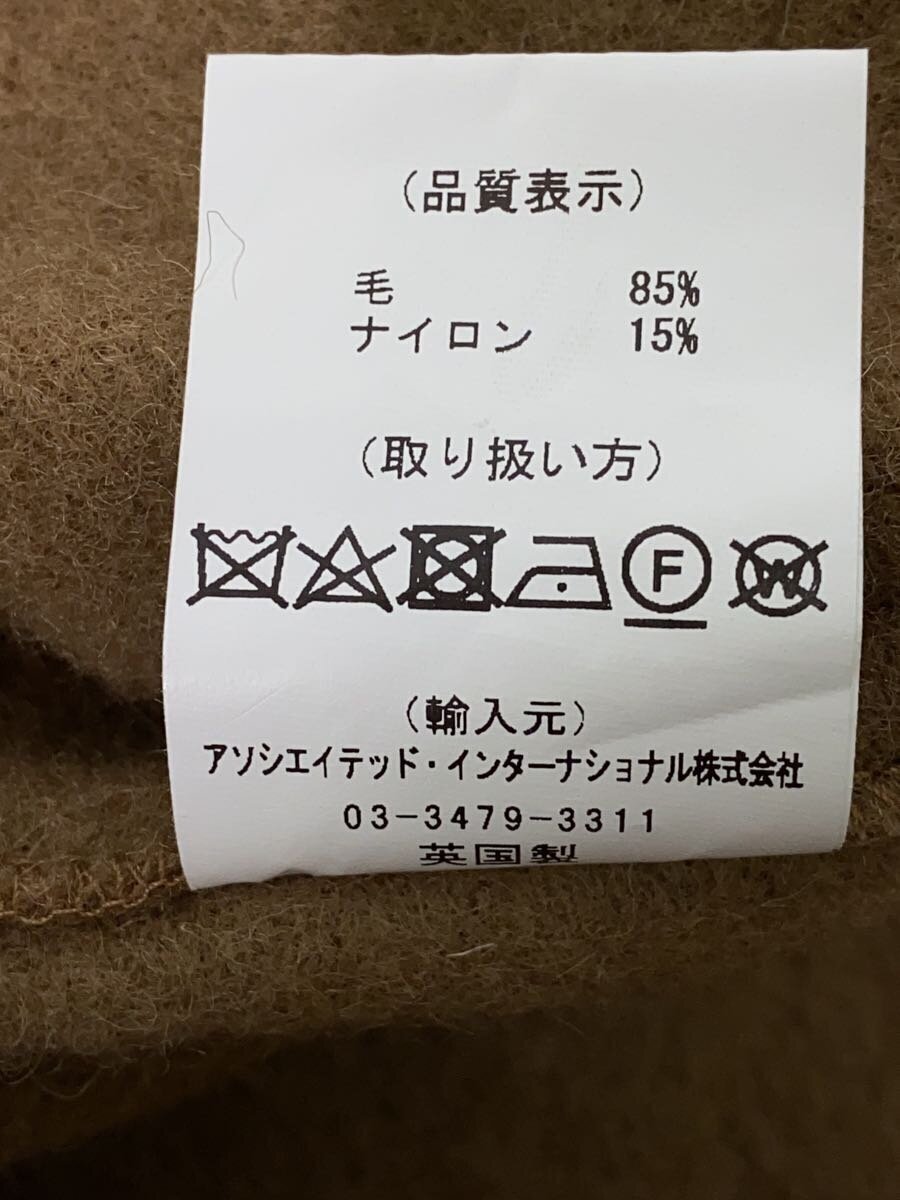 (品質表示)
毛 85%
ナイロン 15%
(取り扱い方)
F W
(輸入元)
アソシエイテッド・インターナショナル株式会社
03-3479-3311
英国製